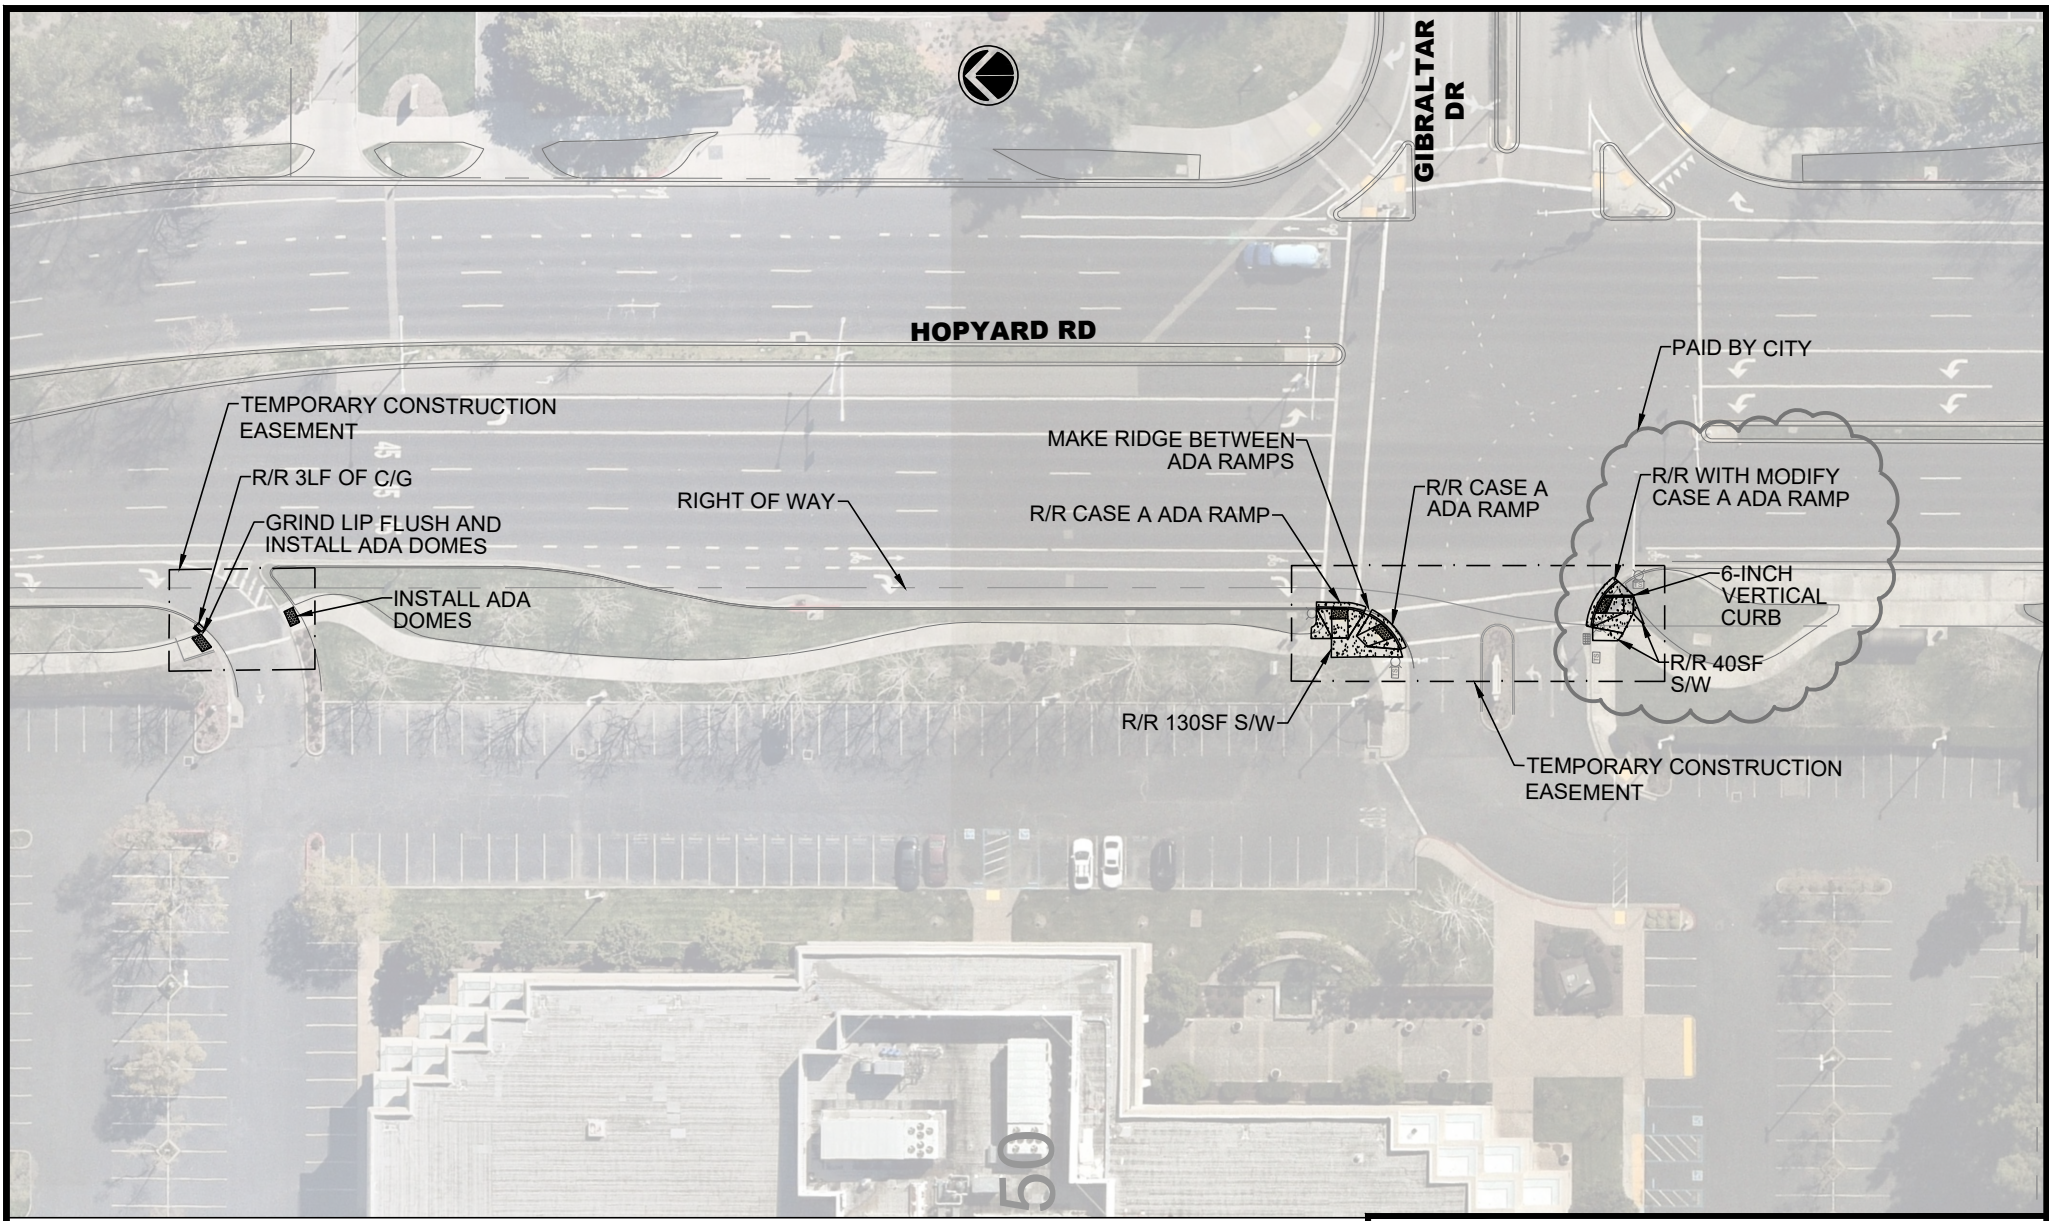 GIBRALTAR
DR
HOPYARD RD
PAID BY CITY
TEMPORARY CONSTRUCTION
EASEMENT
R/R 3LF OF C/G
GRIND LIP FLUSH AND
INSTALL ADA DOMES
INSTALL ADA
DOMES
RIGHT OF WAY
MAKE RIDGE BETWEEN
ADA RAMPS
R/R CASE A ADA RAMP
R/R CASE A
ADA RAMP
R/R WITH MODIFY
CASE A ADA RAMP
6-INCH
VERTICAL
CURB
R/R 40SF
S/W
R/R 130SF S/W
TEMPORARY CONSTRUCTION
EASEMENT
45
50